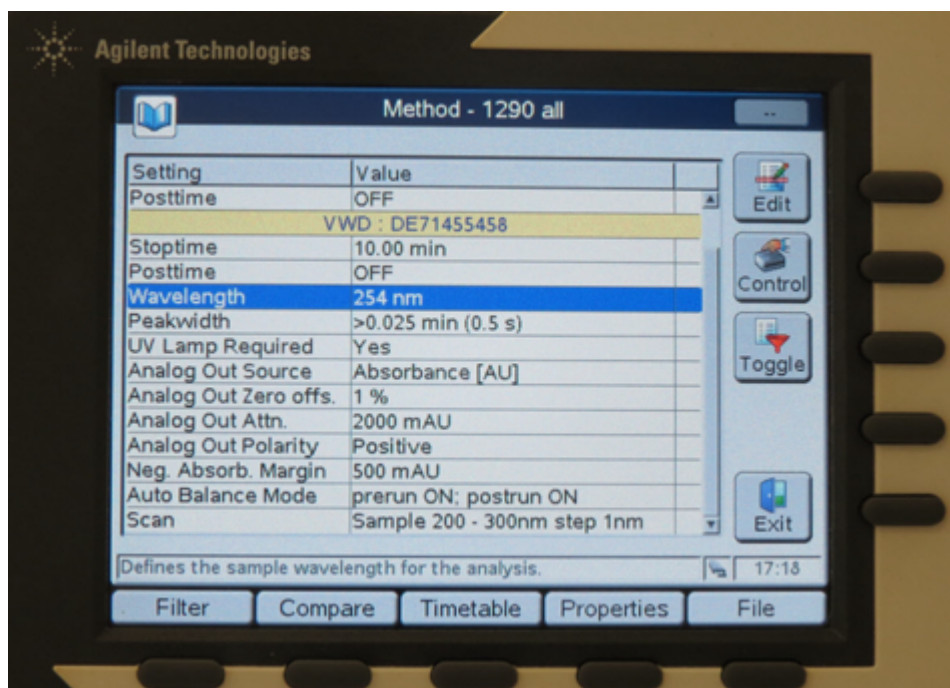 Agilent Technologies
Method - 1290 all
--
Setting Value
Posttime OFF
Edit
VWD : DE71455458
Stoptime 10.00 min
Posttime OFF
Control
Wavelength 254 nm
Peakwidth >0.025 min (0.5 s)
UV Lamp Required Yes
Toggle
Analog Out Source Absorbance [AU]
Analog Out Zero offs. 1 %
Analog Out Attn. 2000 mAU
Analog Out Polarity Positive
Neg. Absorb. Margin 500 mAU
Auto Balance Mode prerun ON; postrun ON
Scan Sample 200 - 300nm step 1nm
Exit
Defines the sample wavelength for the analysis. 17:18
Filter Compare Timetable Properties File